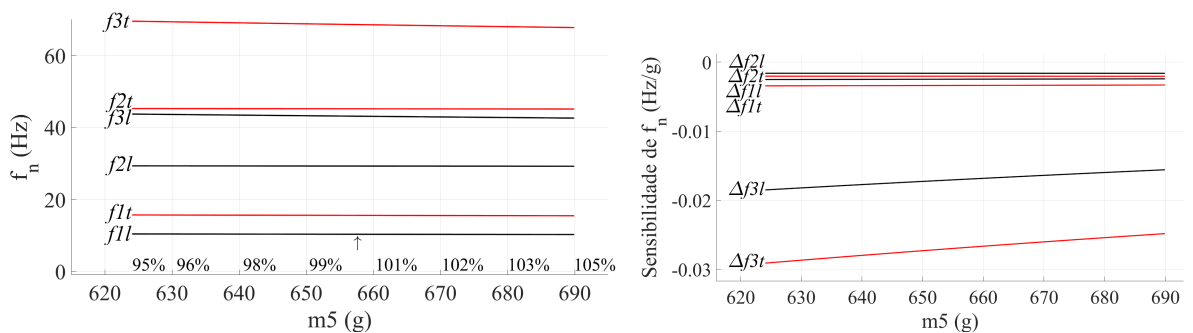 f3t
60
f2t
40
f3l
f2l
20
f1t
f1l
↑
0
95% 96% 98% 99% 101% 102% 103% 105%
620 630 640 650 660 670 680 690
m5 (g)
f_n (Hz)
0
Δf2l
Δf2t
Δf1l
Δf1t
-0.01
Δf3l
-0.02
Δf3t
-0.03
620 630 640 650 660 670 680 690
m5 (g)
Sensibilidade de f_n (Hz/g)